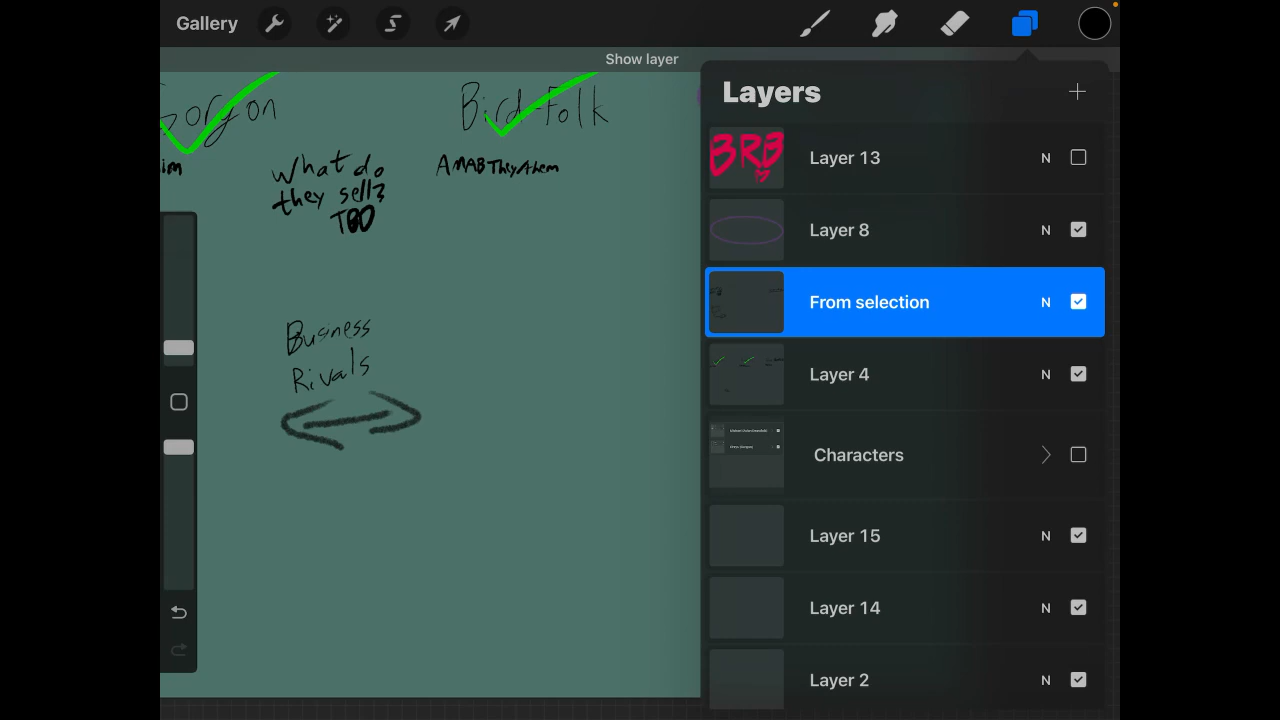 Gallery
Show layer
Gorgon
Bird-Folk
im
AMAB They/them
What do
they sell?
TBD
Business
Rivals
Layers
BRB
Layer 13 N
Layer 8 N
From selection N
Layer 4 N
Characters
Layer 15 N
Layer 14 N
Layer 2 N